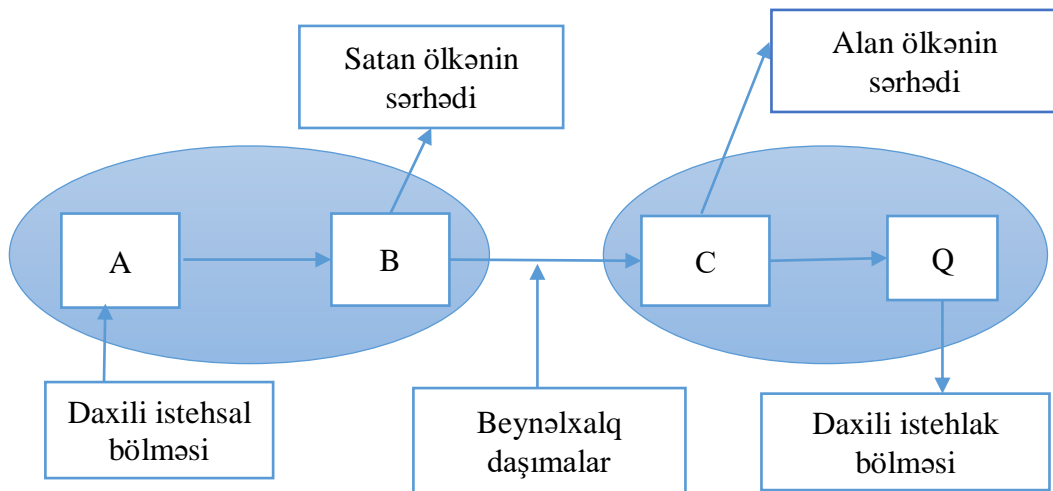 Satan ölkənin
sərhədi
Alan ölkənin
sərhədi
A
B
C
Q
Daxili istehsal
bölməsi
Beynəlxalq
daşımalar
Daxili istehlak
bölməsi